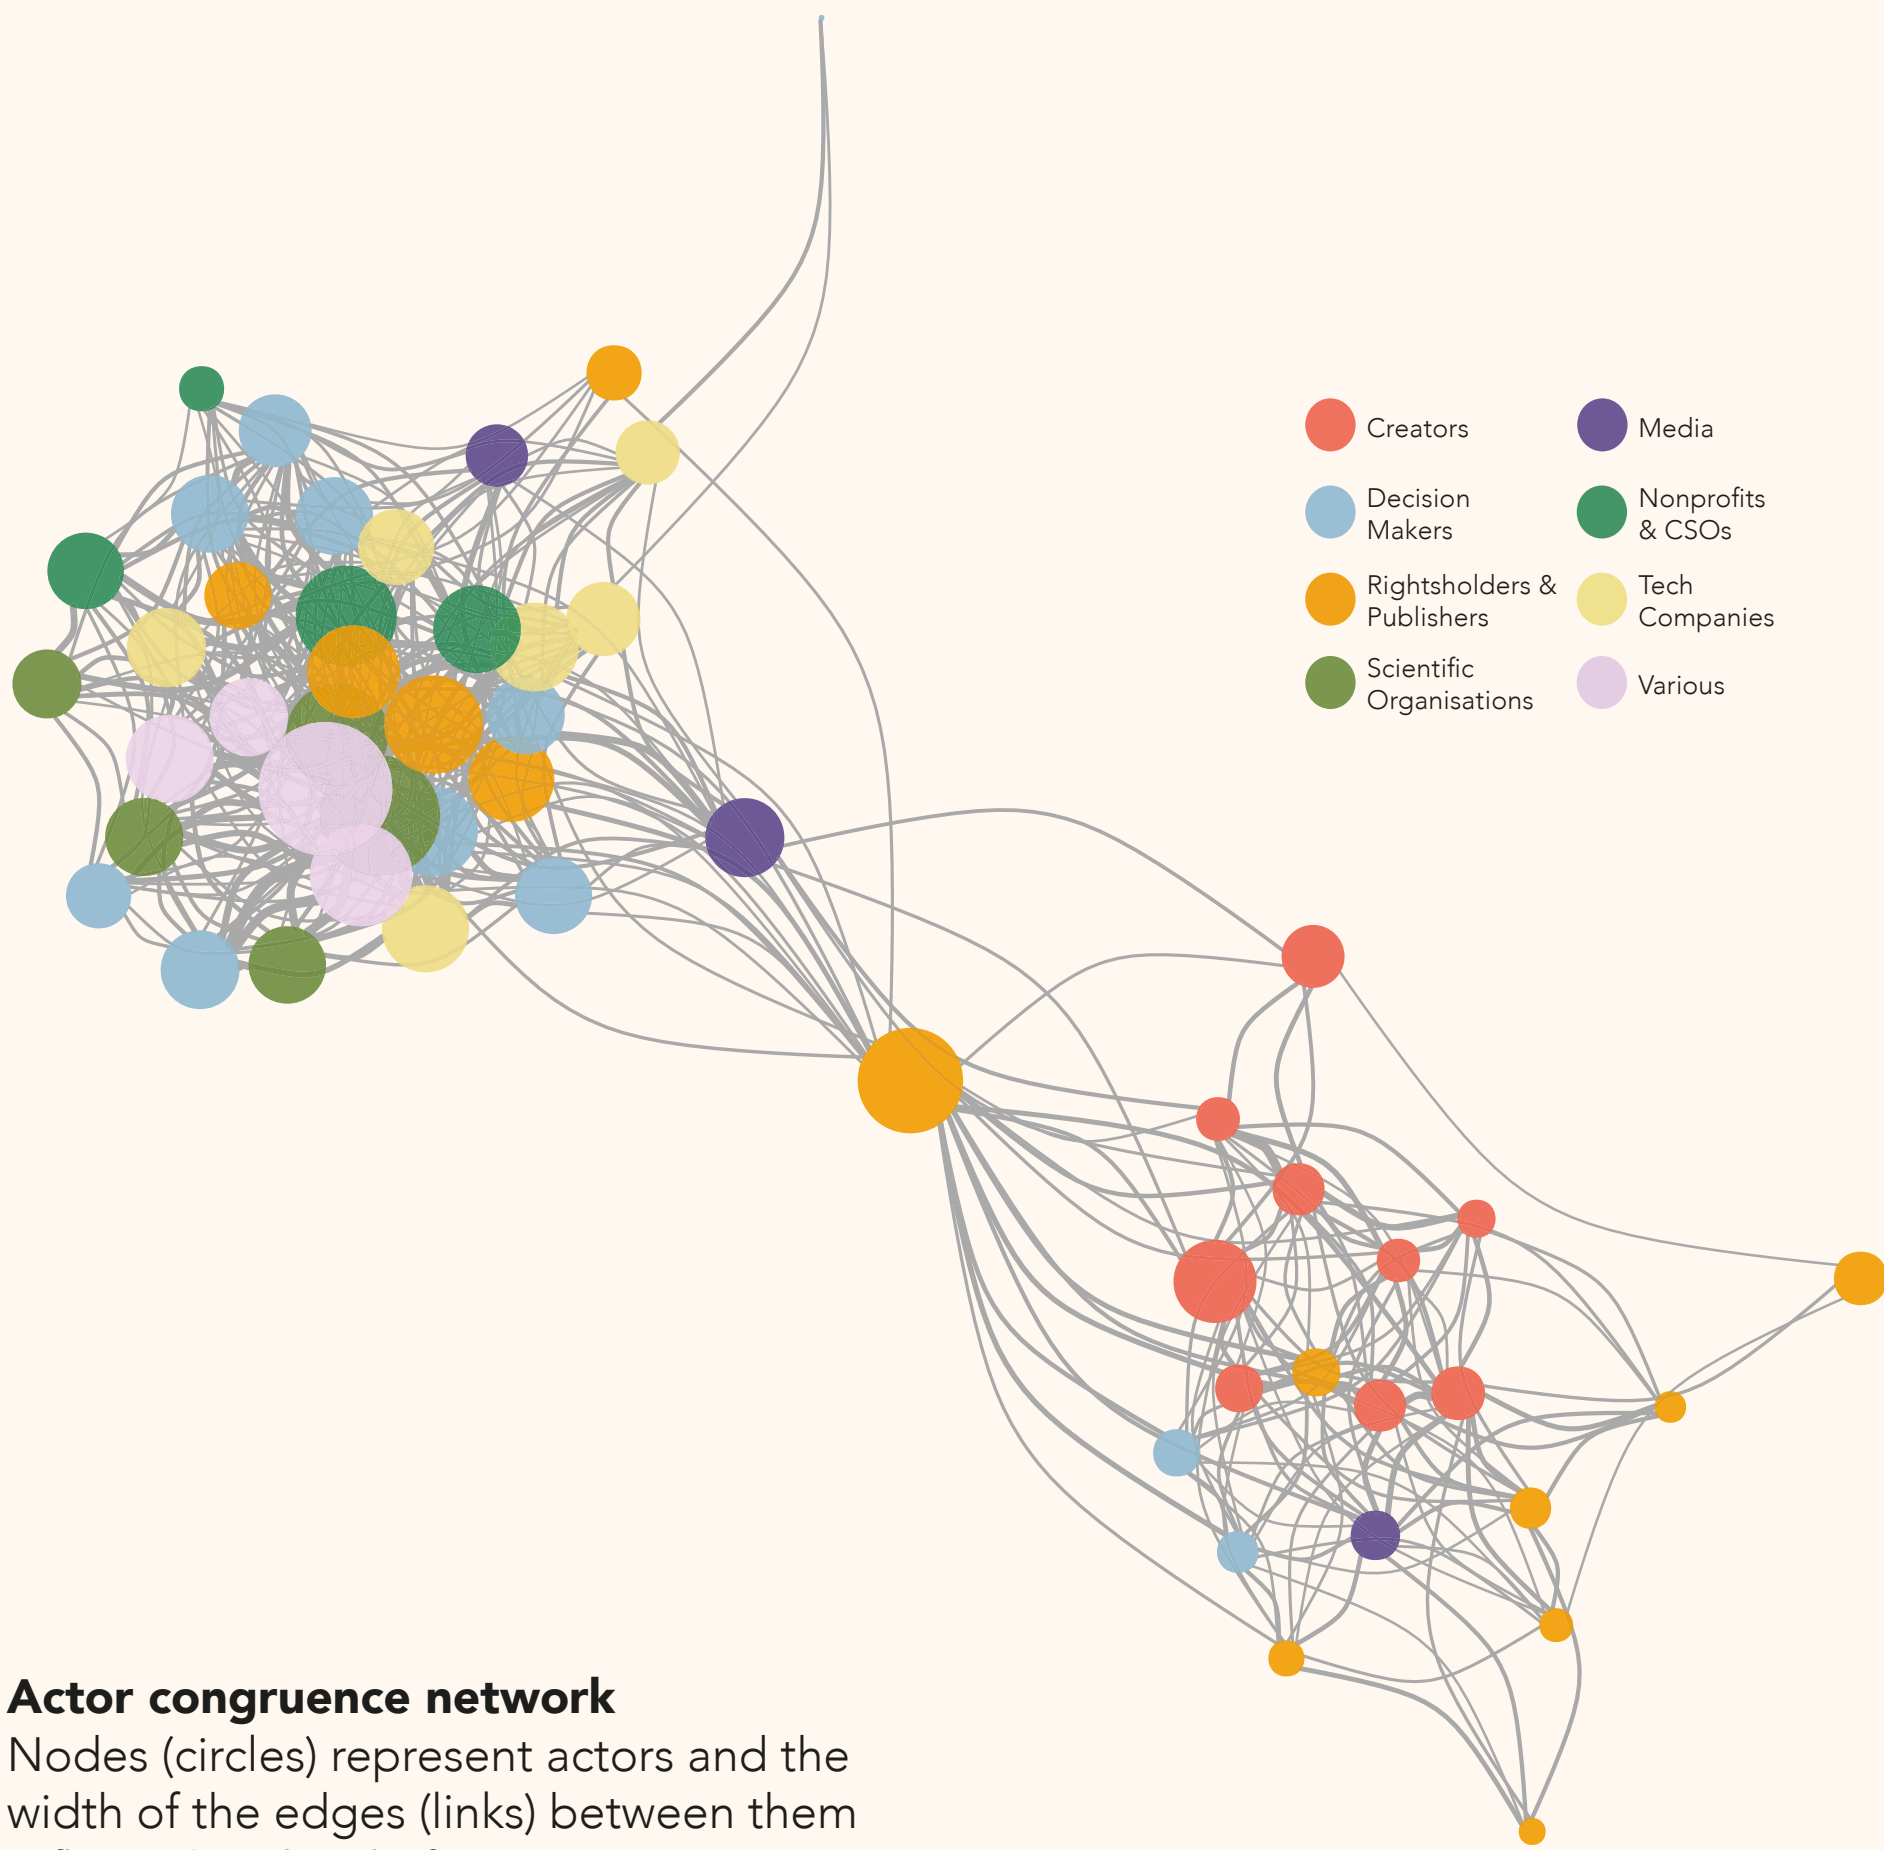 Creators
Media
Decision
Makers
Nonprofits
& CSOs
Rightsholders &
Publishers
Tech
Companies
Scientific
Organisations
Various
Actor congruence network
Nodes (circles) represent actors and the
width of the edges (links) between them